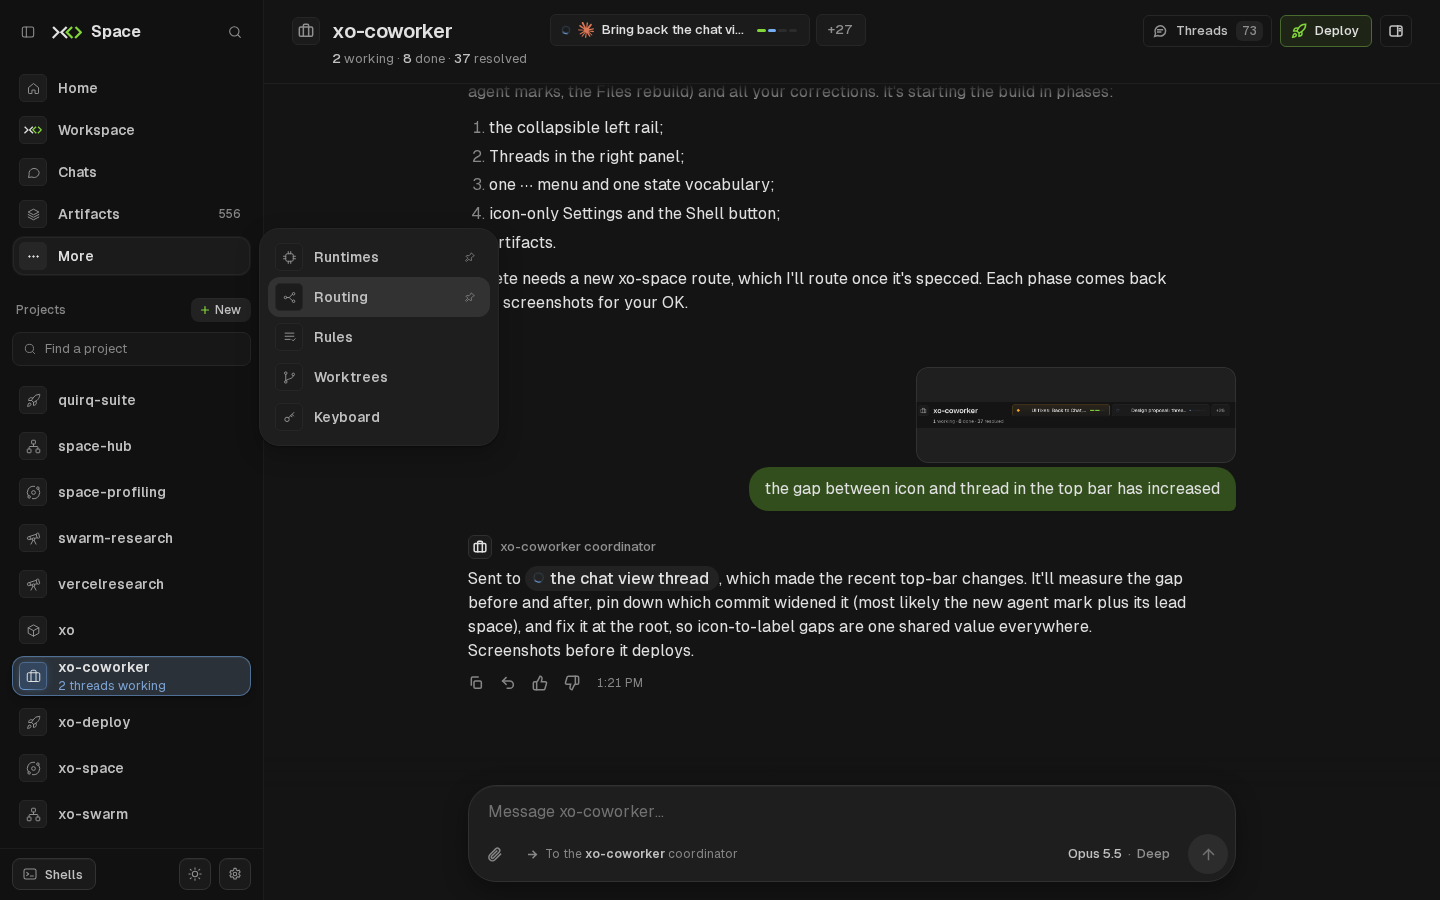 Space
Home
Workspace
Chats
Artifacts 556
More
Projects
+ New
Find a project
quirq-suite
space-hub
space-profiling
swarm-research
vercelresearch
xo
xo-coworker
2 threads working
xo-deploy
xo-space
xo-swarm
Shells
xo-coworker
2 working · 8 done · 37 resolved
Bring back the chat vi...
+27
Threads 73
Deploy
Runtimes
Routing
Rules
Worktrees
Keyboard
agent marks, the Files rebuild) and all your corrections. It's starting the build in phases:
1. the collapsible left rail;
2. Threads in the right panel;
3. one ··· menu and one state vocabulary;
4. icon-only Settings and the Shell button;
rtifacts.
ete needs a new xo-space route, which I'll route once it's specced. Each phase comes back
screenshots for your OK.
xo-coworker
the gap between icon and thread in the top bar has increased
xo-coworker coordinator
Sent to the chat view thread, which made the recent top-bar changes. It'll measure the gap
before and after, pin down which commit widened it (most likely the new agent mark plus its lead
space), and fix it at the root, so icon-to-label gaps are one shared value everywhere.
Screenshots before it deploys.
1:21 PM
Message xo-coworker...
→ To the xo-coworker coordinator
Opus 5.5 · Deep